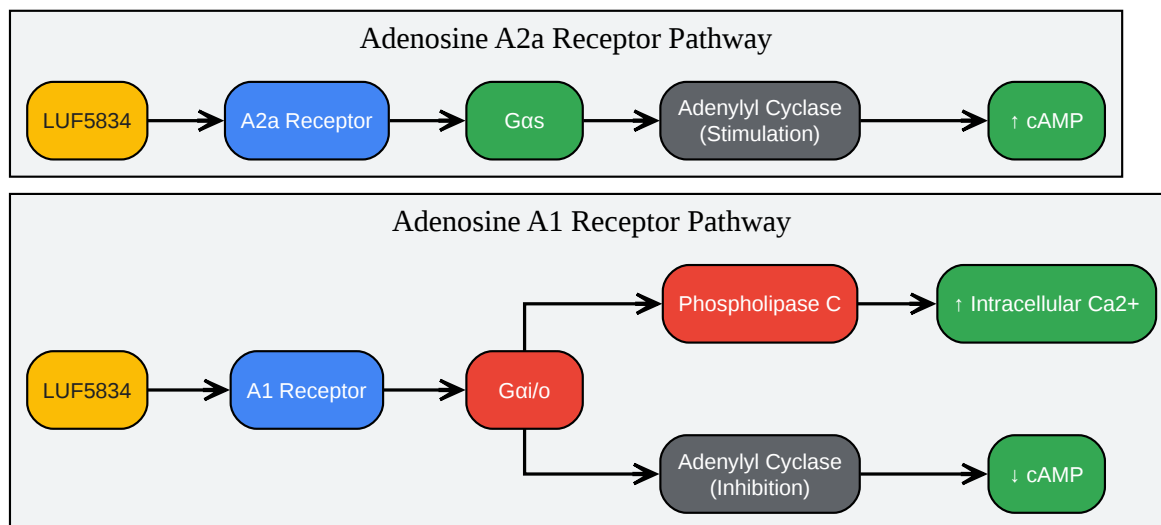 Adenosine A2a Receptor Pathway
LUF5834
A2a Receptor
Gαs
Adenylyl Cyclase
(Stimulation)
↑ cAMP
Adenosine A1 Receptor Pathway
Phospholipase C
↑ Intracellular Ca2+
LUF5834
A1 Receptor
Gαi/o
Adenylyl Cyclase
(Inhibition)
↓ cAMP